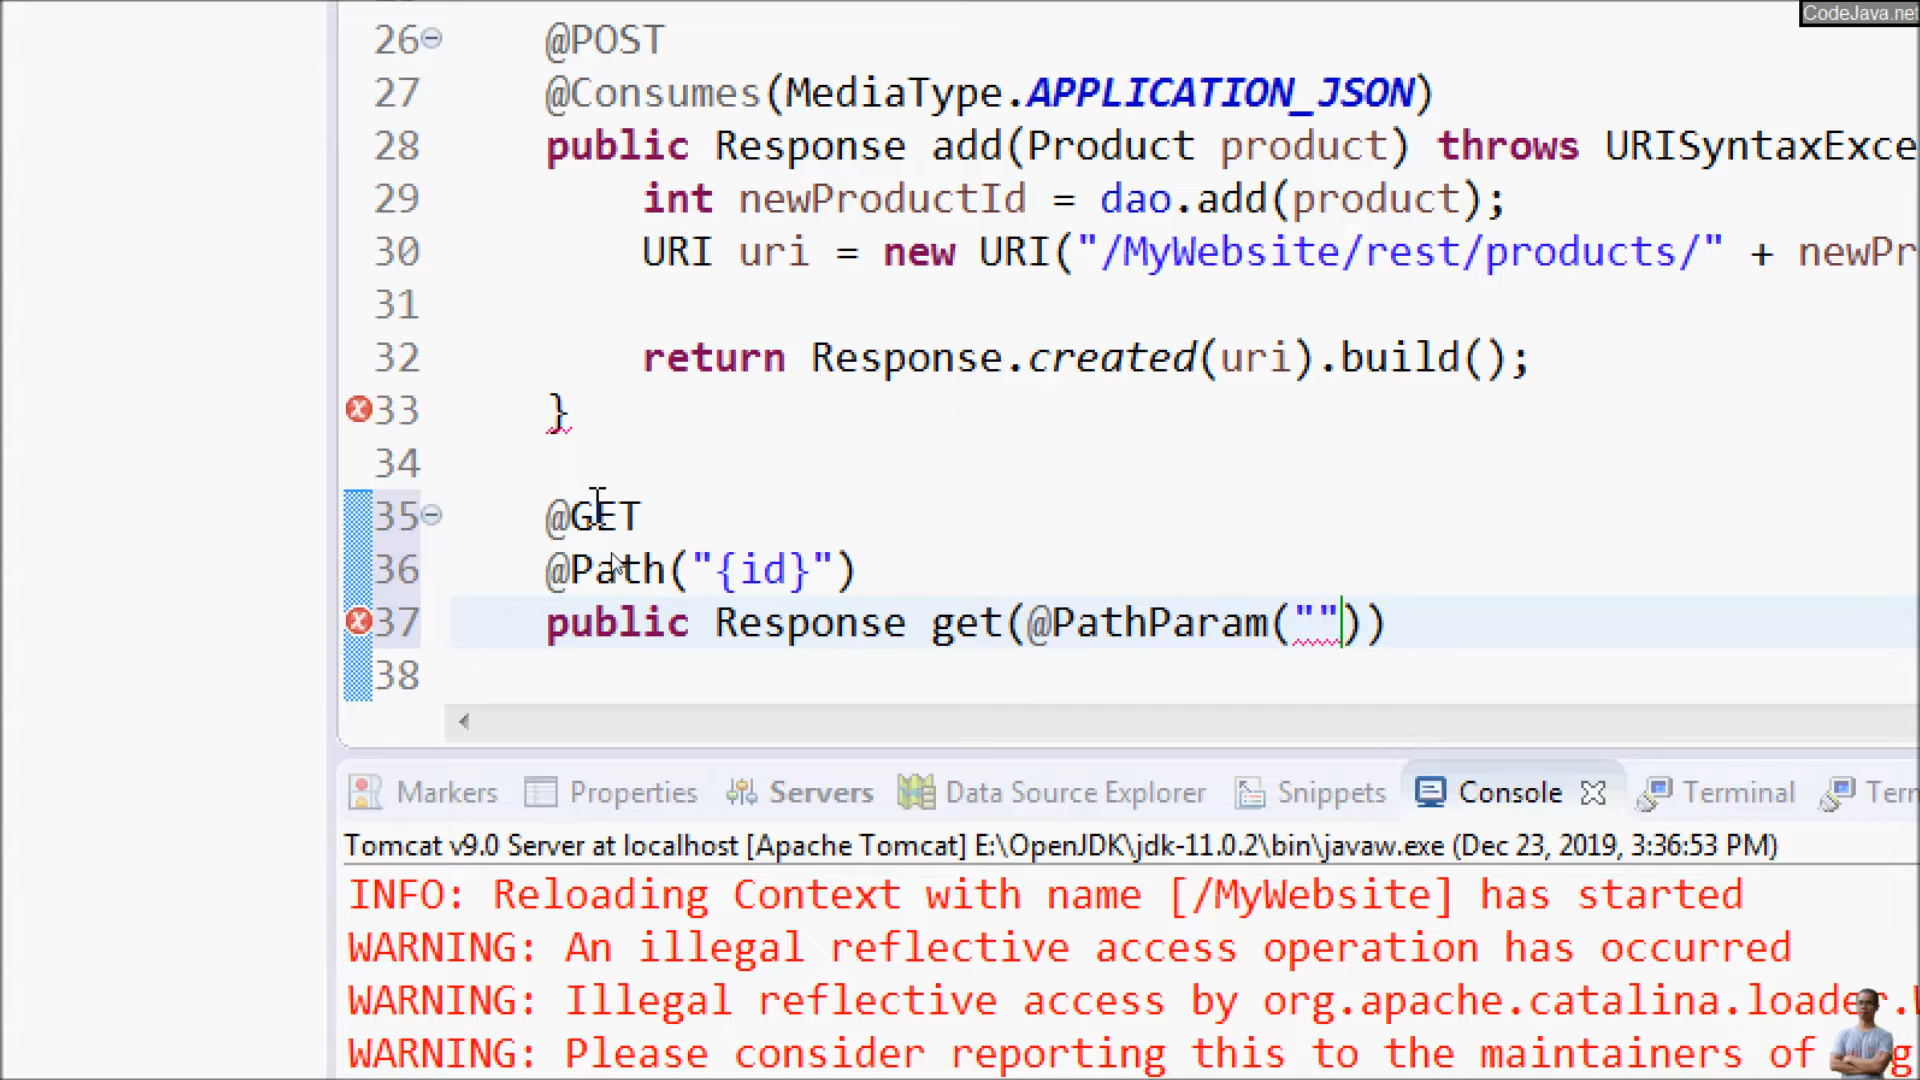 CodeJava.net
26 @POST
27 @Consumes(MediaType.APPLICATION_JSON)
28 public Response add(Product product) throws URISyntaxExce
29 int newProductId = dao.add(product);
30 URI uri = new URI("/MyWebsite/rest/products/" + newPr
31
32 return Response.created(uri).build();
33 }
34
35 @GET
36 @Path("{id}")
37 public Response get(@PathParam(""))
38
Markers Properties Servers Data Source Explorer Snippets Console Terminal Tern
Tomcat v9.0 Server at localhost [Apache Tomcat] E:\OpenJDK\jdk-11.0.2\bin\javaw.exe (Dec 23, 2019, 3:36:53 PM)
INFO: Reloading Context with name [/MyWebsite] has started
WARNING: An illegal reflective access operation has occurred
WARNING: Illegal reflective access by org.apache.catalina.loader.
WARNING: Please consider reporting this to the maintainers of